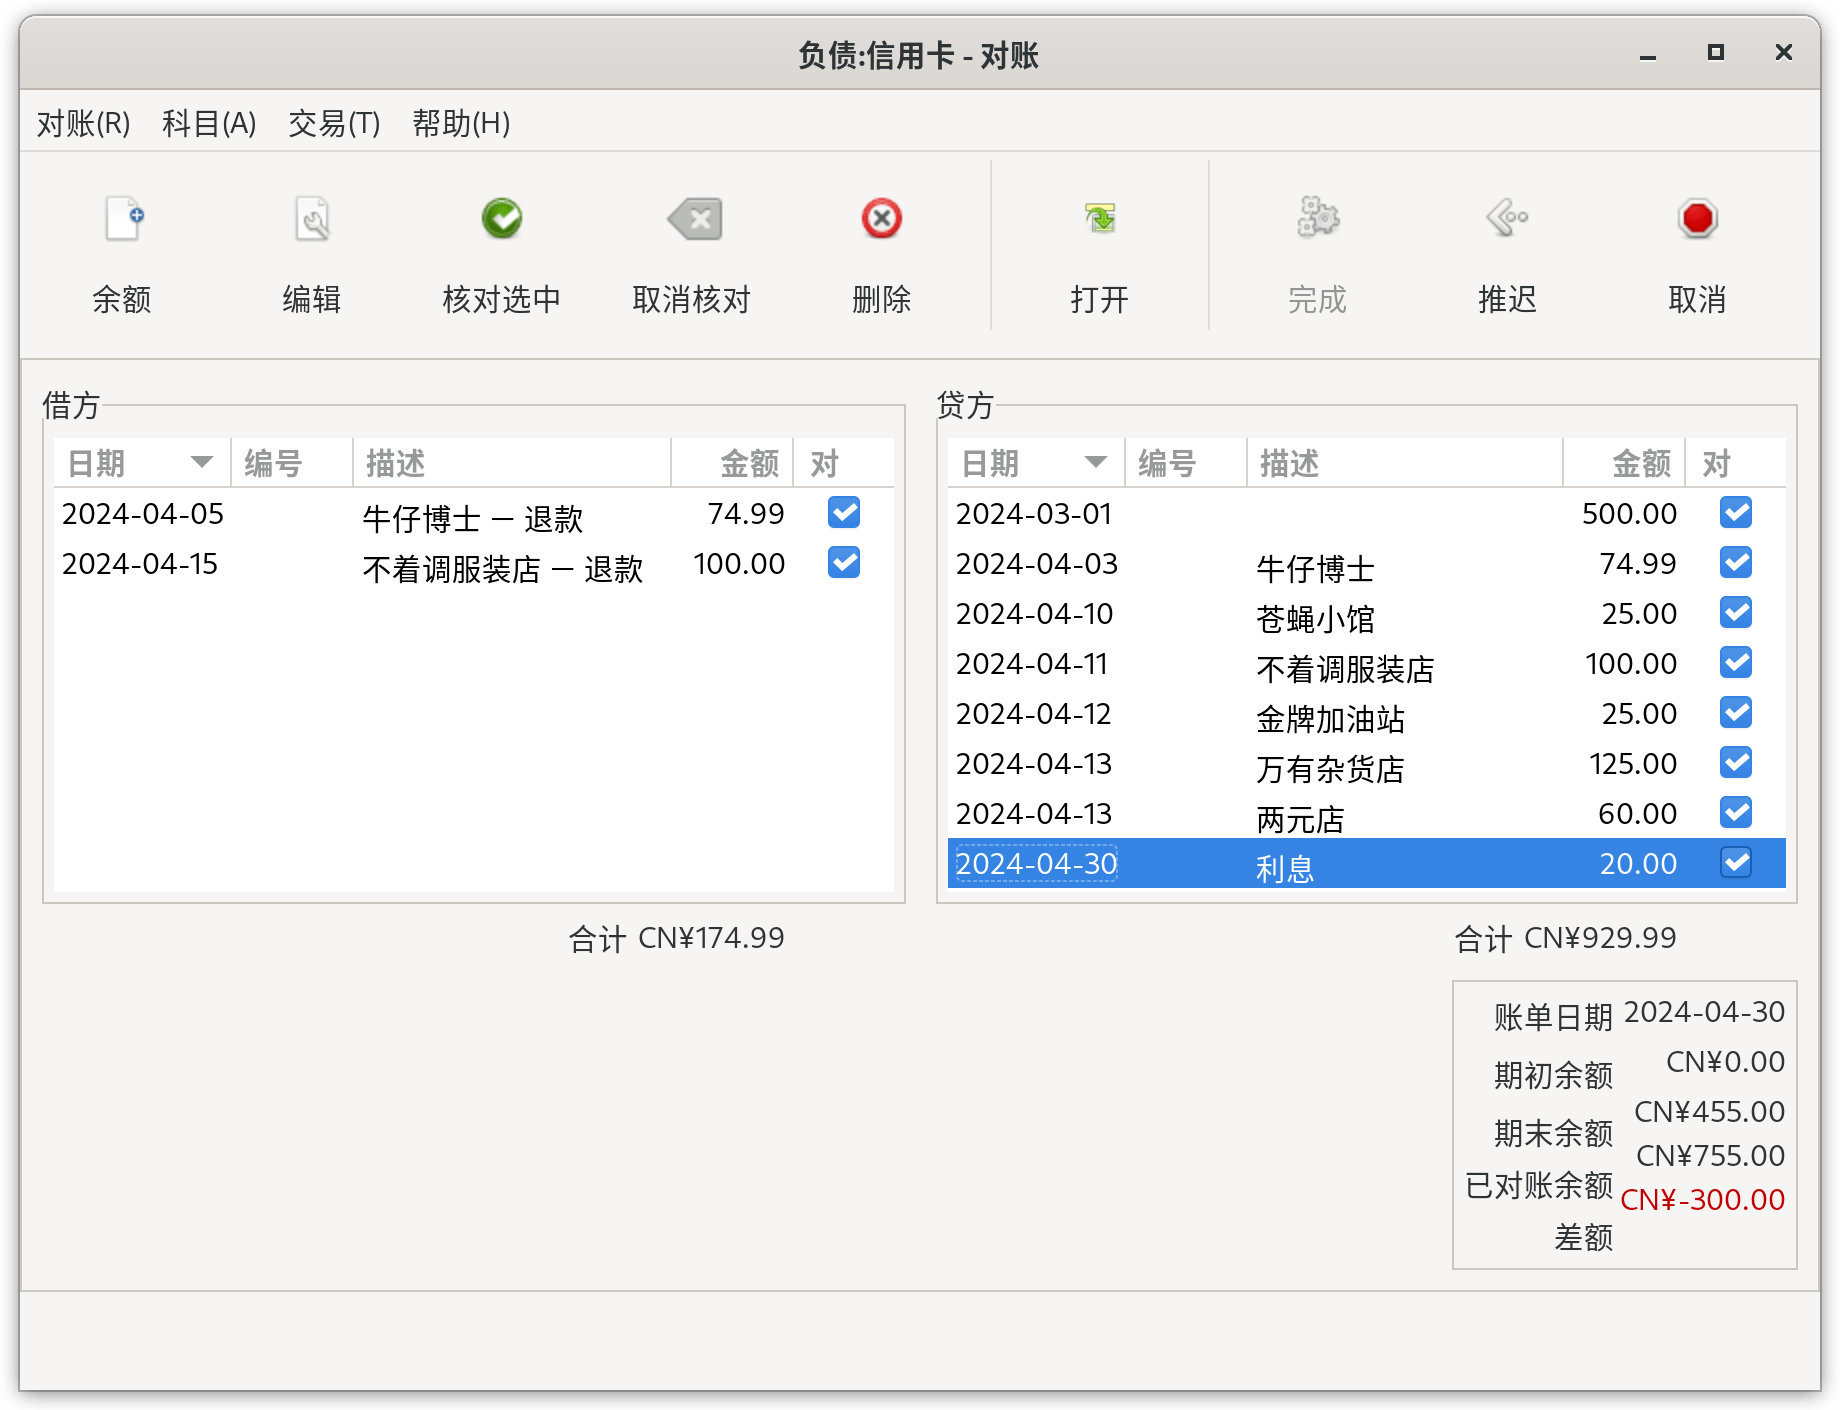 负债:信用卡 - 对账
对账(R) 科目(A) 交易(T) 帮助(H)
余额 编辑 核对选中 取消核对 删除 打开 完成 推迟 取消
借方
日期 编号 描述 金额 对
2024-04-05 牛仔博士 — 退款 74.99
2024-04-15 不着调服装店 — 退款 100.00
合计 CN¥174.99
贷方
日期 编号 描述 金额 对
2024-03-01 500.00
2024-04-03 牛仔博士 74.99
2024-04-10 苍蝇小馆 25.00
2024-04-11 不着调服装店 100.00
2024-04-12 金牌加油站 25.00
2024-04-13 万有杂货店 125.00
2024-04-13 两元店 60.00
2024-04-30 利息 20.00
合计 CN¥929.99
账单日期 2024-04-30
期初余额 CN¥0.00
期末余额 CN¥455.00
已对账余额 CN¥755.00
差额 CN¥-300.00